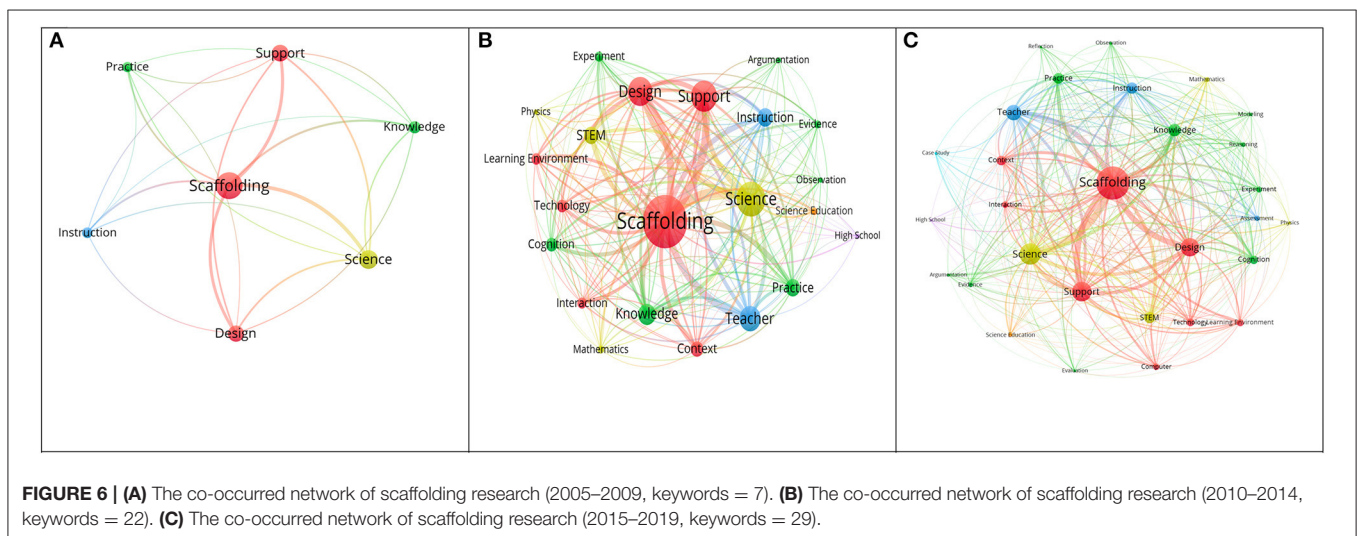 A
Support
Practice
Knowledge
Scaffolding
Instruction
Science
Design
B
Experiment
Argumentation
Design
Support
Physics
Instruction
Evidence
STEM
Learning Environment
Observation
Science
Technology
Science Education
Scaffolding
High School
Cognition
Practice
Interaction
Knowledge
Teacher
Mathematics
Context
C
Reflection
Observation
Practice
Mathematics
Instruction
Teacher
Modeling
Knowledge
Reasoning
Case Study
Context
Scaffolding
Experiment
Interaction
High School
Assessment
Physics
Science
Design
Cognition
Argumentation
Evidence
Support
STEM
Technology
Learning Environment
Science Education
Computer
Evaluation
FIGURE 6 | (A) The co-occurred network of scaffolding research (2005–2009, keywords = 7). (B) The co-occurred network of scaffolding research (2010–2014,
keywords = 22). (C) The co-occurred network of scaffolding research (2015–2019, keywords = 29).